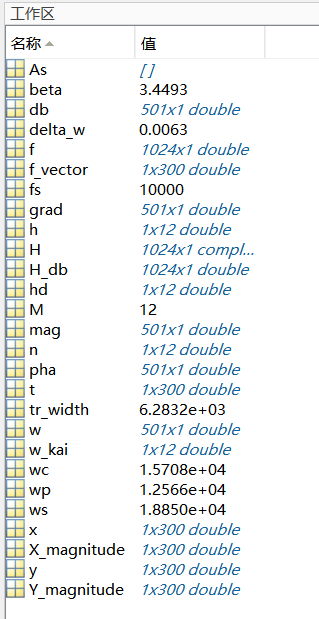 工作区
名称 值
As []
beta 3.4493
db 501x1 double
delta_w 0.0063
f 1024x1 double
f_vector 1x300 double
fs 10000
grad 501x1 double
h 1x12 double
H 1024x1 compl...
H_db 1024x1 double
hd 1x12 double
M 12
mag 501x1 double
n 1x12 double
pha 501x1 double
t 1x300 double
tr_width 6.2832e+03
w 501x1 double
w_kai 1x12 double
wc 1.5708e+04
wp 1.2566e+04
ws 1.8850e+04
x 1x300 double
X_magnitude 1x300 double
y 1x300 double
Y_magnitude 1x300 double